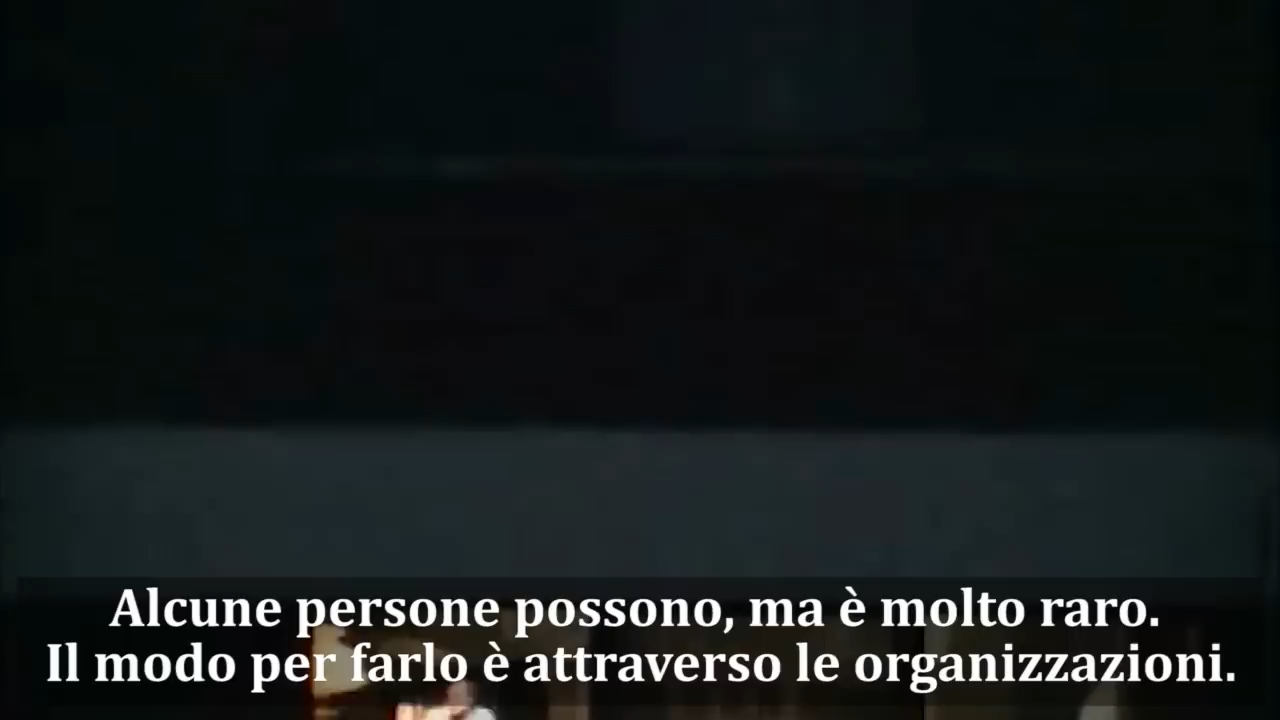 Alcune persone possono, ma è molto raro.
Il modo per farlo è attraverso le organizzazioni.